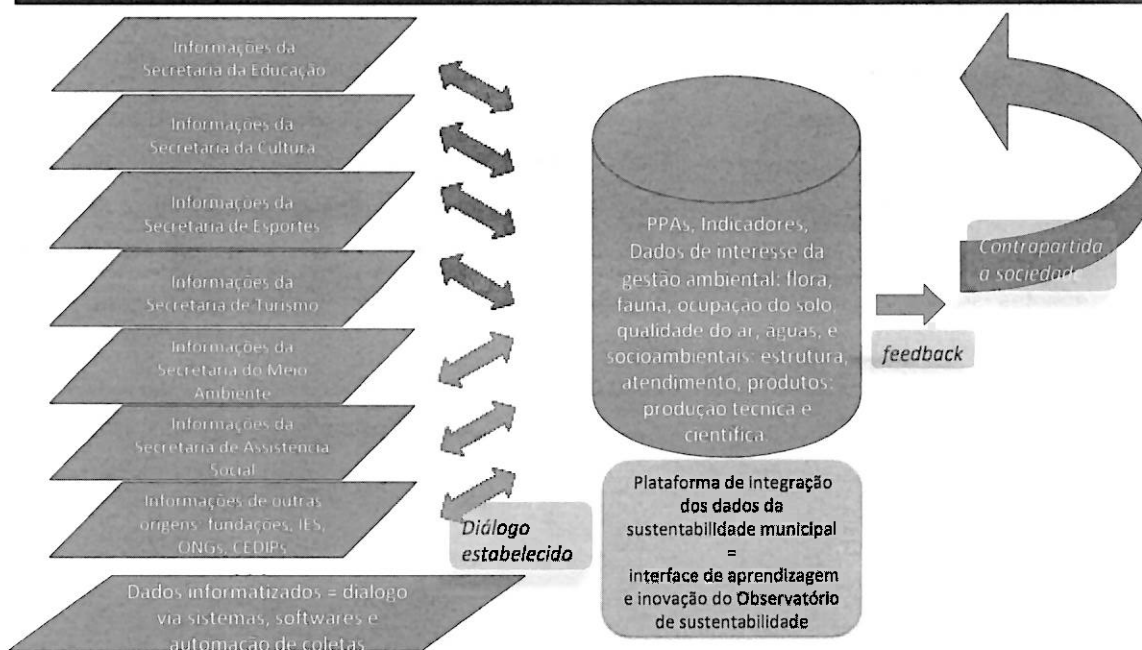 Informações da
Secretaria da Educação
Informações da
Secretaria da Cultura
Informações da
Secretaria de Esportes
Informações da
Secretaria de Turismo
Informações da
Secretaria do Meio
Ambiente
Informações da
Secretaria de Assistência
Social
Informações de outras
origens: fundações, IES,
ONGs, CEDIPs
Dados informatizados = dialogo
via sistemas, softwares e
automação de coletas
Diálogo
estabelecido
PPAs, Indicadores,
Dados de interesse da
gestão ambiental: flora,
fauna, ocupação do solo,
qualidade do ar, aguas, e
socioambientais: estrutura,
atendimento, produtos:
produção tecnica e
científica.
Plataforma de integração
dos dados da
sustentabilidade municipal
=
interface de aprendizagem
e inovação do Observatório
de sustentabilidade
feedback
Contrapartida
a sociedade